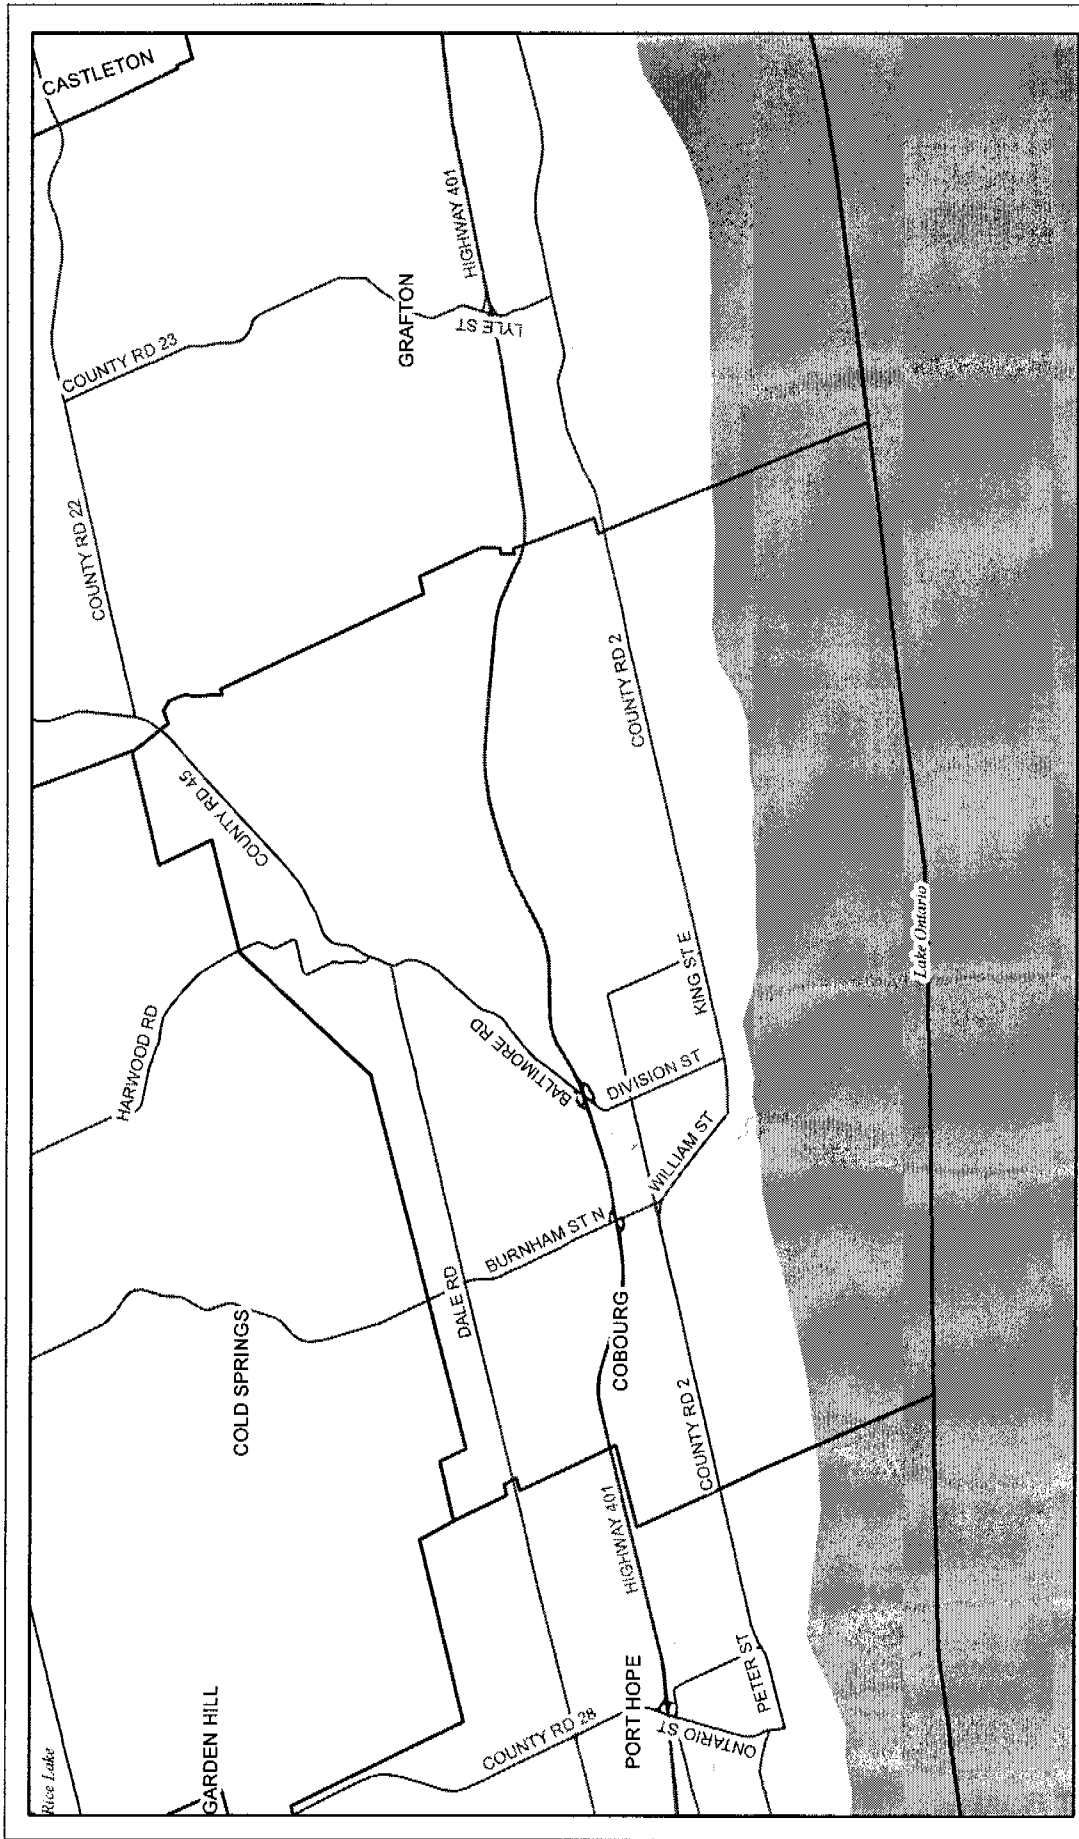 Rice Lake
GARDEN HILL
COLD SPRINGS
HARWOOD RD
COUNTY RD 45
COUNTY RD 22
COUNTY RD 23
CASTLETON
COUNTY RD 28
DALE RD
BURNHAM ST N
BALTIMORE RD
GRAFTON
HIGHWAY 401
LYLE ST
PORT HOPE
HIGHWAY 401
COBOURG
WILLIAM ST
DIVISION ST
KING ST E
COUNTY RD 2
ONTARIO ST
PETER ST
COUNTY RD 2
Lake Ontario